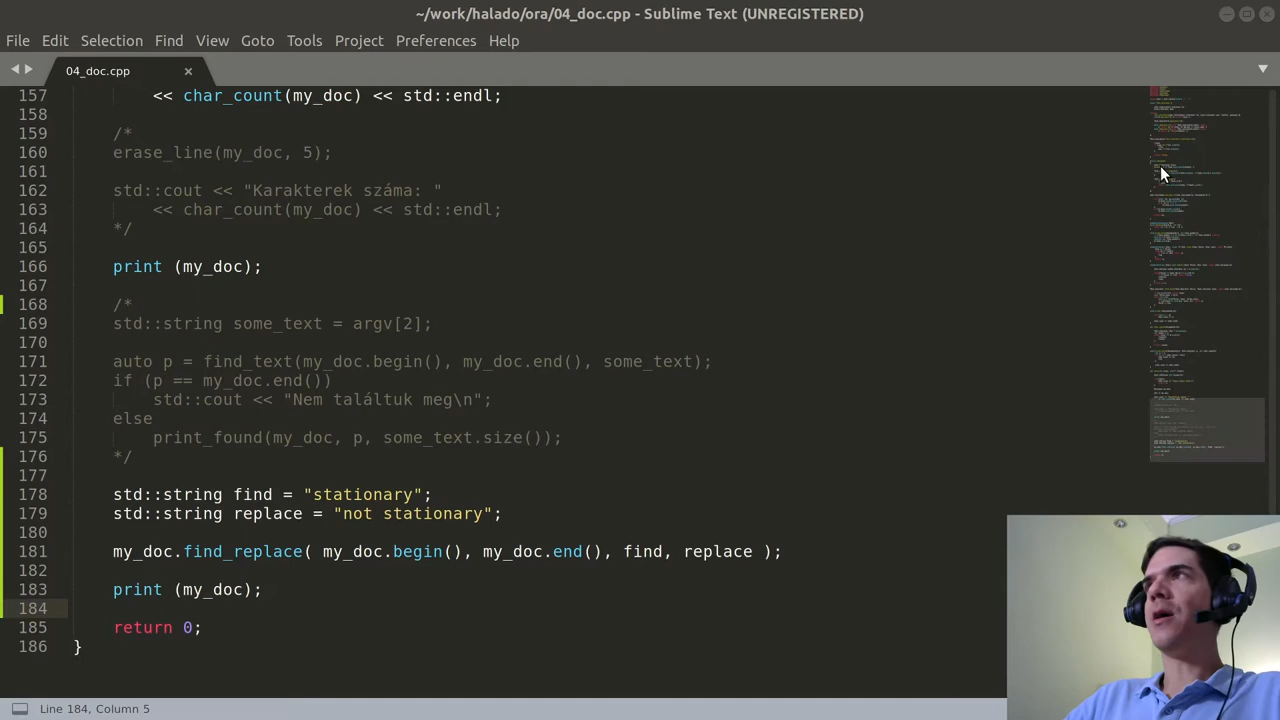 ~/work/halado/ora/04_doc.cpp - Sublime Text (UNREGISTERED)
File Edit Selection Find View Goto Tools Project Preferences Help
04_doc.cpp
157 << char_count(my_doc) << std::endl;
158
159 /*
160 erase_line(my_doc, 5);
161
162 std::cout << "Karakterek száma: "
163 << char_count(my_doc) << std::endl;
164 */
165
166 print (my_doc);
167
168 /*
169 std::string some_text = argv[2];
170
171 auto p = find_text(my_doc.begin(), my_doc.end(), some_text);
172 if (p == my_doc.end())
173 std::cout << "Nem találtuk meg\n";
174 else
175 print_found(my_doc, p, some_text.size());
176 */
177
178 std::string find = "stationary";
179 std::string replace = "not stationary";
180
181 my_doc.find_replace( my_doc.begin(), my_doc.end(), find, replace );
182
183 print (my_doc);
184
185 return 0;
186 }
Line 184, Column 5